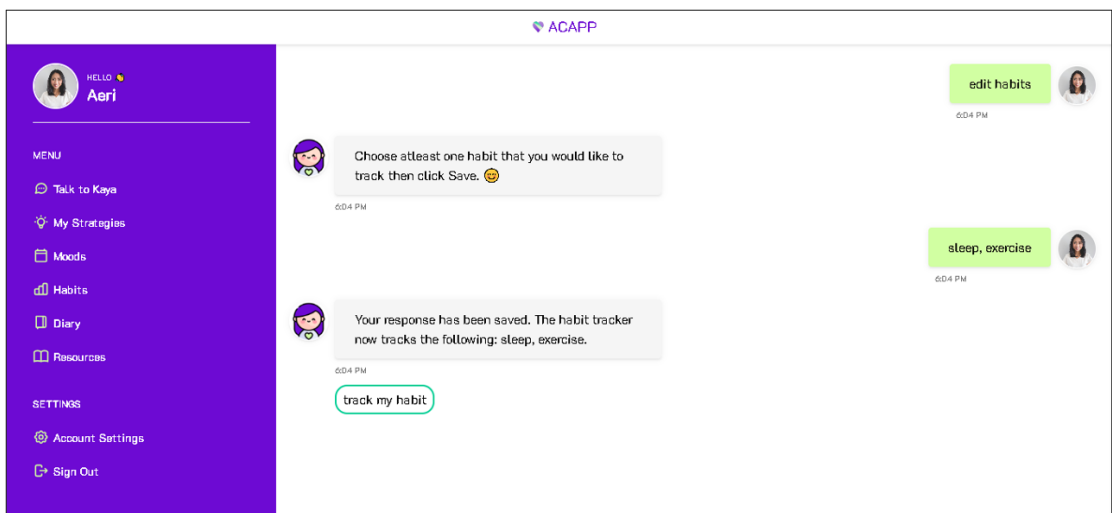 ACAPP
HELLO 👋
Aeri
MENU
Talk to Kaya
My Strategies
Moods
Habits
Diary
Resources
SETTINGS
Account Settings
Sign Out
edit habits
6:04 PM
Choose atleast one habit that you would like to
track then click Save. 😊
6:04 PM
sleep, exercise
6:04 PM
Your response has been saved. The habit tracker
now tracks the following: sleep, exercise.
6:04 PM
track my habit